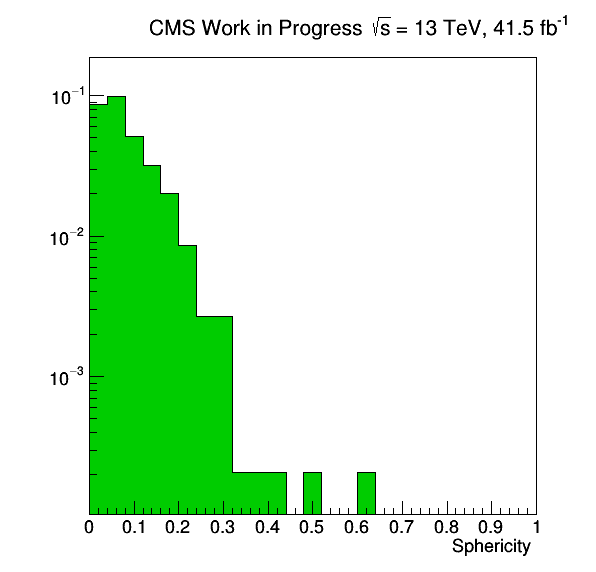 CMS Work in Progress √s = 13 TeV, 41.5 fb⁻¹
10⁻¹
10⁻²
10⁻³
0 0.1 0.2 0.3 0.4 0.5 0.6 0.7 0.8 0.9 1
Sphericity